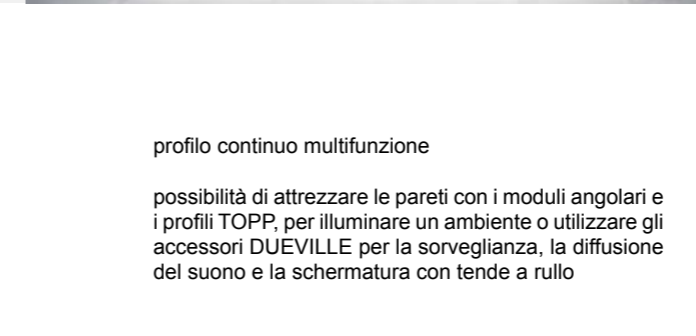 profilo continuo multifunzione
possibilità di attrezzare le pareti con i moduli angolari e
i profili TOPP, per illuminare un ambiente o utilizzare gli
accessori DUEVILLE per la sorveglianza, la diffusione
del suono e la schermatura con tende a rullo